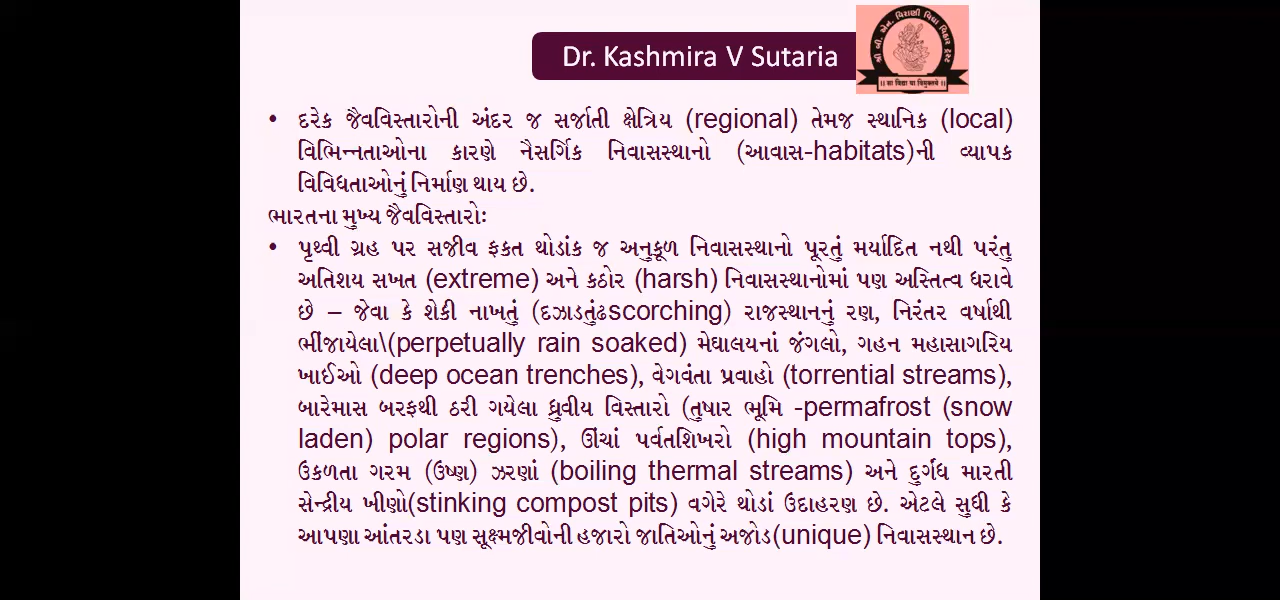 Dr. Kashmira V Sutaria
શ્રી વી. એન. વિરાણી વિદ્યા વિહાર ટ્રસ્ટ
।। સા વિદ્યા યા વિમુક્તયે ।।
• દરેક જૈવવિસ્તારોની અંદર જ સર્જાતી ક્ષેત્રિય (regional) તેમજ સ્થાનિક (local)
વિભિન્નતાઓના કારણે નૈસર્ગિક નિવાસસ્થાનો (આવાસ-habitats)ની વ્યાપક
વિવિધતાઓનું નિર્માણ થાય છે.
ભારતના મુખ્ય જૈવવિસ્તારોઃ
• પૃથ્વી ગ્રહ પર સજીવ ફકત થોડાંક જ અનુકૂળ નિવાસસ્થાનો પૂરતું મર્યાદિત નથી પરંતુ
અતિશય સખત (extreme) અને કઠોર (harsh) નિવાસસ્થાનોમાં પણ અસ્તિત્વ ધરાવે
છે – જેવા કે શેકી નાખતું (દઝાડતુંઢscorching) રાજસ્થાનનું રણ, નિરંતર વર્ષાથી
ભીંજાયેલા\(perpetually rain soaked) મેઘાલયનાં જંગલો, ગહન મહાસાગરિય
ખાઈઓ (deep ocean trenches), વેગવંતા પ્રવાહો (torrential streams),
બારેમાસ બરફથી ઠરી ગયેલા ધ્રુવીય વિસ્તારો (તુષાર ભૂમિ -permafrost (snow
laden) polar regions), ઊંચાં પર્વતશિખરો (high mountain tops),
ઉકળતા ગરમ (ઉષ્ણ) ઝરણાં (boiling thermal streams) અને દુર્ગંધ મારતી
સેન્દ્રીય ખીણો(stinking compost pits) વગેરે થોડાં ઉદાહરણ છે. એટલે સુધી કે
આપણા આંતરડા પણ સૂક્ષ્મજીવોની હજારો જાતિઓનું અજોડ(unique) નિવાસસ્થાન છે.